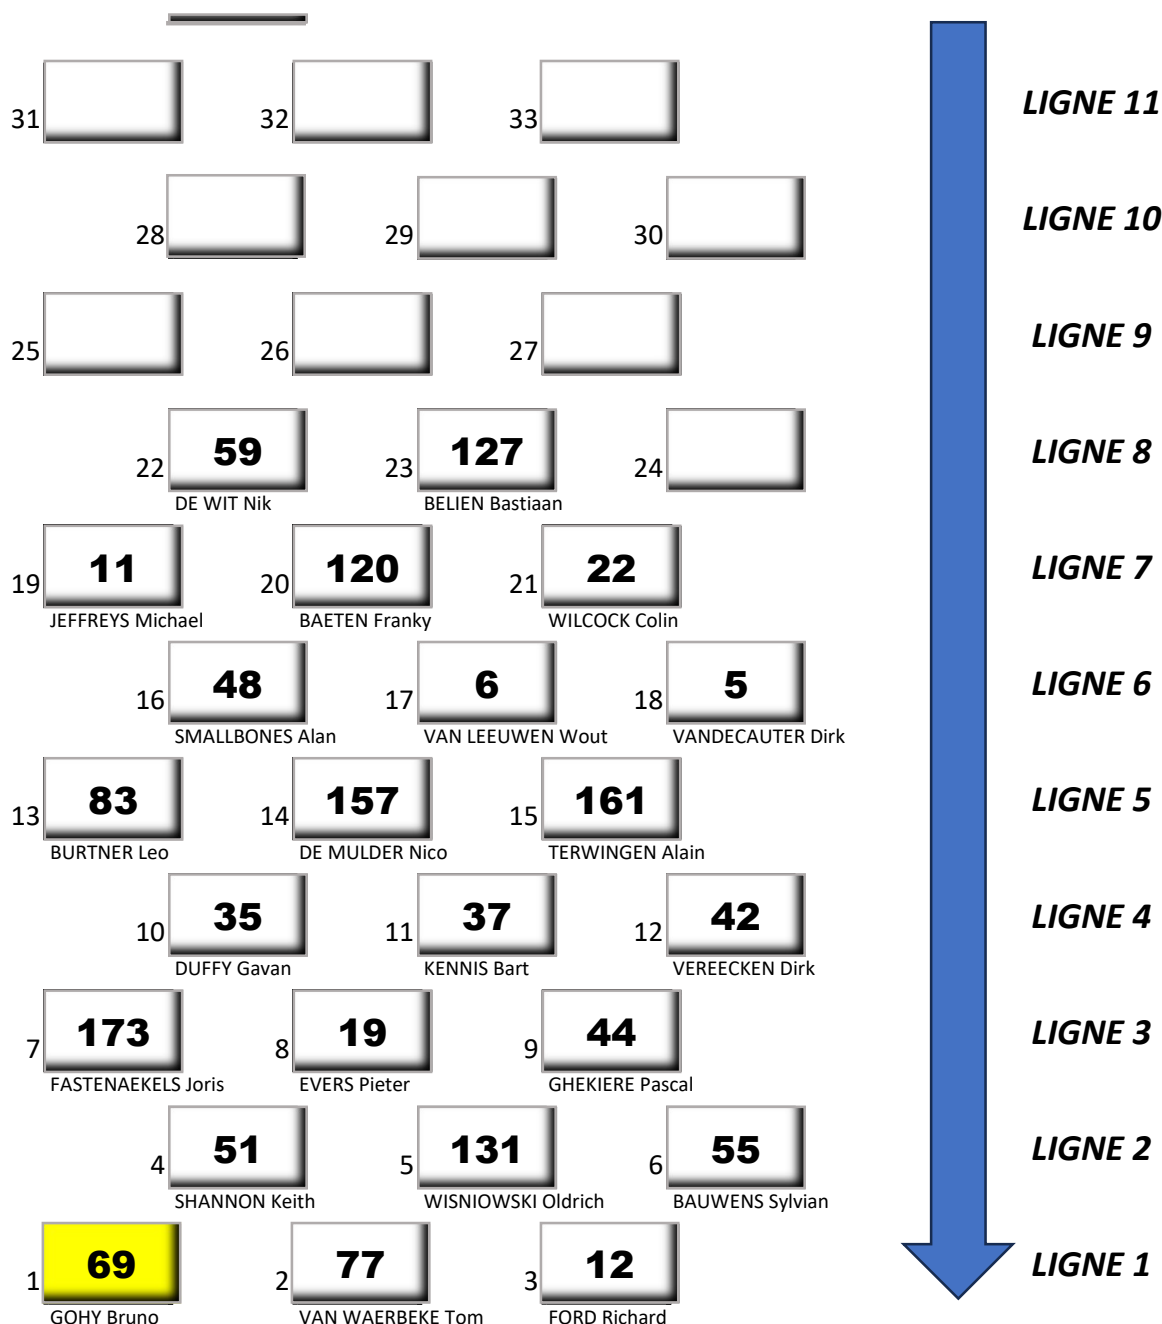 31 32 33 LIGNE 11
28 29 30 LIGNE 10
25 26 27 LIGNE 9
22 59 23 127 24 LIGNE 8
DE WIT Nik BELIEN Bastiaan
19 11 20 120 21 22 LIGNE 7
JEFFREYS Michael BAETEN Franky WILCOCK Colin
16 48 17 6 18 5 LIGNE 6
SMALLBONES Alan VAN LEEUWEN Wout VANDECAUTER Dirk
13 83 14 157 15 161 LIGNE 5
BURTNER Leo DE MULDER Nico TERWINGEN Alain
10 35 11 37 12 42 LIGNE 4
DUFFY Gavan KENNIS Bart VEREECKEN Dirk
7 173 8 19 9 44 LIGNE 3
FASTENAEKELS Joris EVERS Pieter GHEKIERE Pascal
4 51 5 131 6 55 LIGNE 2
SHANNON Keith WISNIOWSKI Oldrich BAUWENS Sylvian
1 69 2 77 3 12 LIGNE 1
GOHY Bruno VAN WAERBEKE Tom FORD Richard